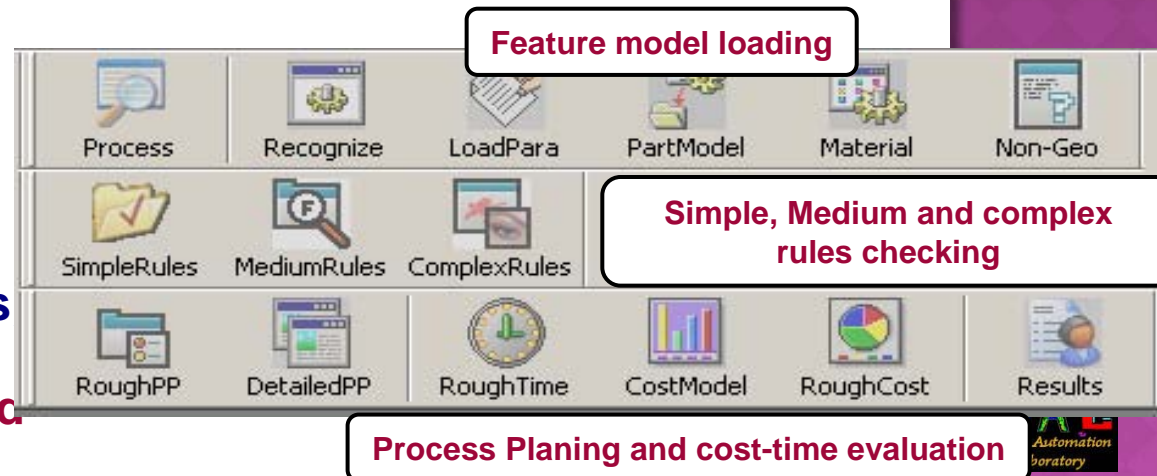 Feature model loading
Process Recognize LoadPara PartModel Material Non-Geo
Simple, Medium and complex
rules checking
SimpleRules MediumRules ComplexRules
s
RoughPP DetailedPP RoughTime CostModel RoughCost Results
d
Process Planing and cost-time evaluation
Automation
boratory